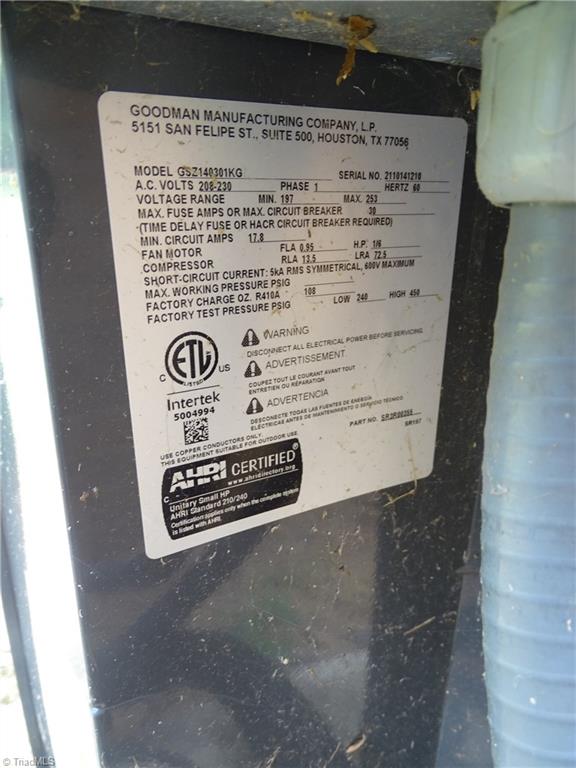 GOODMAN MANUFACTURING COMPANY, L.P.
5151 SAN FELIPE ST., SUITE 500, HOUSTON, TX 77056
MODEL GSZ140301KG SERIAL NO. 2110141210
A.C. VOLTS 208-230 PHASE 1 HERTZ 60
VOLTAGE RANGE MIN. 197 MAX. 253
MAX. FUSE AMPS OR MAX. CIRCUIT BREAKER 30
(TIME DELAY FUSE OR HACR CIRCUIT BREAKER REQUIRED)
MIN. CIRCUIT AMPS 17.8
FAN MOTOR FLA 0.95 H.P. 1/6
COMPRESSOR RLA 13.5 LRA 72.5
SHORT-CIRCUIT CURRENT: 5kA RMS SYMMETRICAL, 600V MAXIMUM
MAX. WORKING PRESSURE PSIG
FACTORY CHARGE OZ. R410A 108
FACTORY TEST PRESSURE PSIG LOW 240 HIGH 450
WARNING
DISCONNECT ALL ELECTRICAL POWER BEFORE SERVICING.
ADVERTISSEMENT
COUPEZ TOUT LE COURANT AVANT TOUT
ENTRETIEN OU RÉPARATION
ADVERTENCIA
DESCONECTE TODAS LAS FUENTES DE ENERGÍA
ELÉCTRICAS ANTES DE MANTENIMIENTO O SERVICIO TÉCNICO
C ETL US
LISTED
Intertek
5004994
PART NO.
SR197
USE COPPER CONDUCTORS ONLY.
THIS EQUIPMENT SUITABLE FOR OUTDOOR USE.
C AHRI CERTIFIED
www.ahridirectory.org
Unitary Small HP
AHRI Standard 210/240
Certification applies only when the complete system
is listed with AHRI.
© TriadMLS